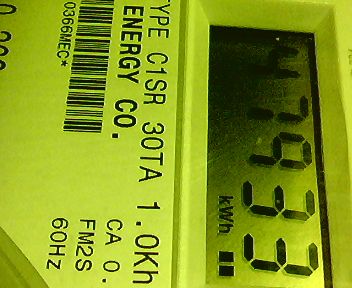 TYPE C1SR 30TA 1.0Kh
ENERGY CO.
CA 0.
FM2S
0366MEC*
60Hz
kWh